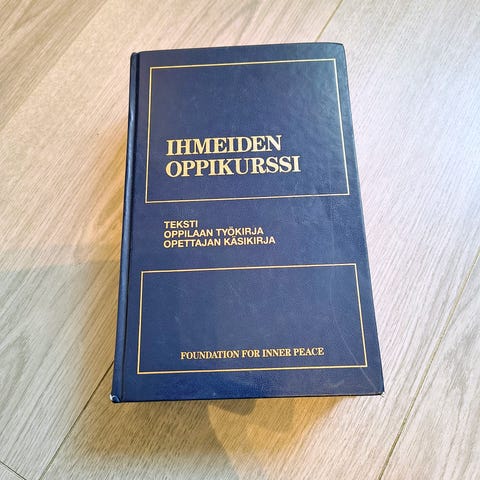 IHMEIDEN
OPPIKURSSI
TEKSTI
OPPILAAN TYÖKIRJA
OPETTAJAN KÄSIKIRJA
FOUNDATION FOR INNER PEACE